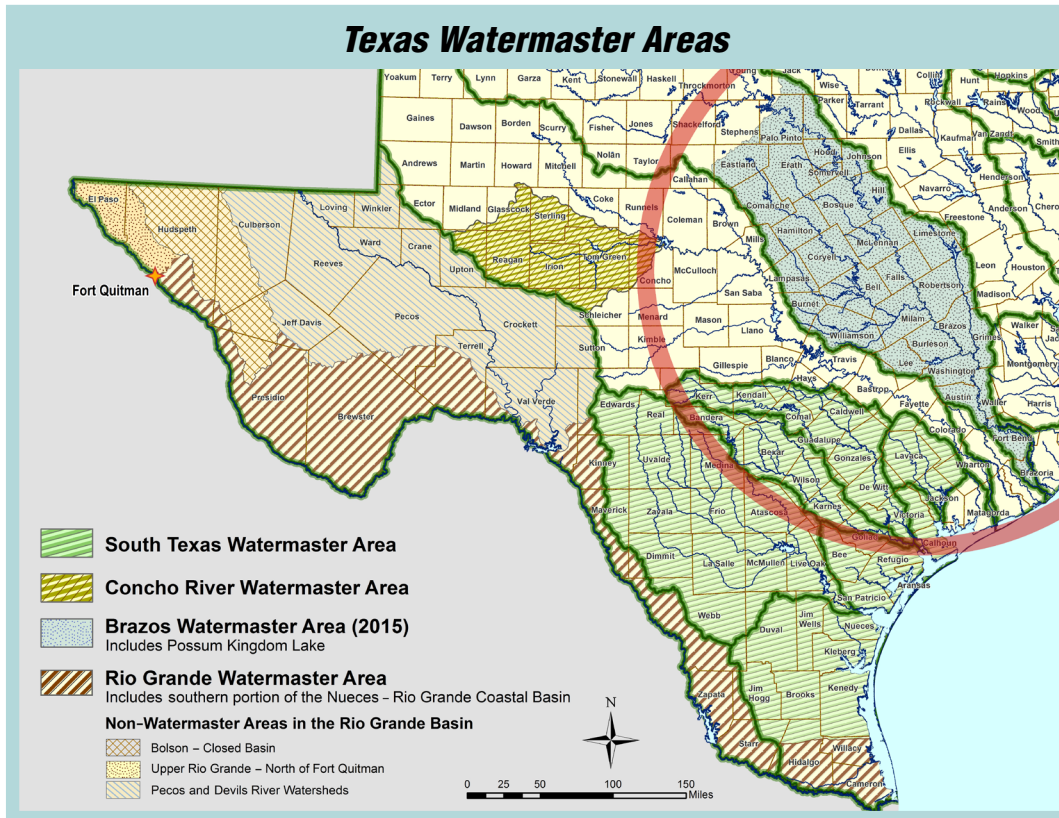 Texas Watermaster Areas
Yoakum Terry Lynn Garza Kent Stonewall Haskell Throckmorton Young Jack Wise Collin Hunt Hopkins
Gaines Dawson Borden Scurry Fisher Jones Shackelford Stephens Palo Pinto Parker Tarrant Dallas Rockwall Rains Wood
Kaufman Van Zandt Smith
Andrews Martin Howard Mitchell Nolan Taylor Callahan Eastland Erath Hood Somervell Johnson Ellis
Navarro Henderson
Ector Midland Glasscock Sterling Coke Runnels Coleman Brown Comanche Bosque Hill Freestone Anderson
El Paso Hudspeth Culberson Loving Winkler
Ward Crane Upton Reagan Irion Tom Green Concho McCulloch Mills Hamilton McLennan Limestone
Reeves Lampasas Coryell Falls Leon Houston
Fort Quitman
San Saba Burnet Bell Robertson Madison
Jeff Davis Pecos Crockett Schleicher Menard Mason Llano Milam Brazos Grimes Walker
Terrell Sutton Kimble Williamson Burleson Montgomery
Gillespie Blanco Travis Lee Washington
Presidio Brewster Val Verde Edwards Real Kerr Kendall Hays Bastrop Austin Waller Harris
Bandera Comal Caldwell Fayette Colorado Fort Bend
Kinney Uvalde Medina Bexar Guadalupe Gonzales Lavaca Wharton Brazoria
Wilson De Witt Jackson Matagorda
Maverick Zavala Frio Atascosa Karnes Victoria
Goliad Calhoun
Dimmit La Salle McMullen Live Oak Bee Refugio
Aransas
San Patricio
Webb Duval Jim Wells Nueces
Kleberg
Zapata Jim Hogg Brooks Kenedy
Starr Hidalgo Willacy
Cameron
South Texas Watermaster Area
Concho River Watermaster Area
Brazos Watermaster Area (2015)
Includes Possum Kingdom Lake
Rio Grande Watermaster Area
Includes southern portion of the Nueces – Rio Grande Coastal Basin
Non-Watermaster Areas in the Rio Grande Basin
Bolson – Closed Basin
Upper Rio Grande – North of Fort Quitman
Pecos and Devils River Watersheds
N
0 25 50 100 150
Miles